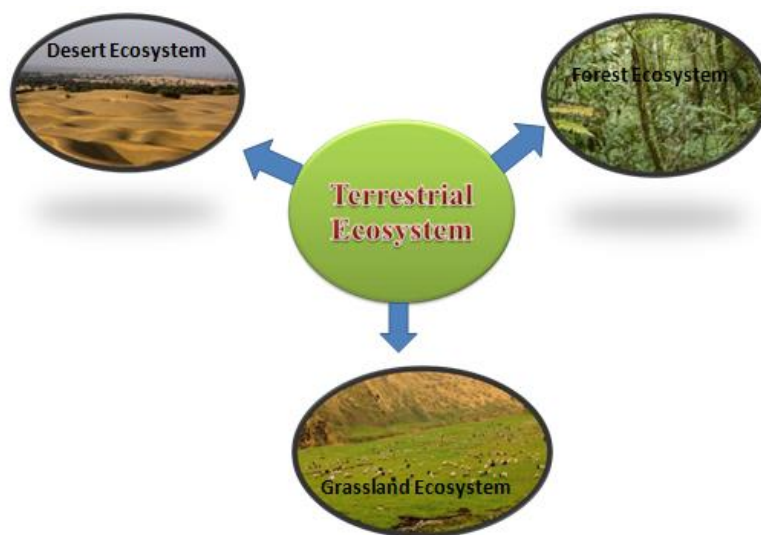 Desert Ecosystem
Forest Ecosystem
Terrestrial
Ecosystem
Grassland Ecosystem